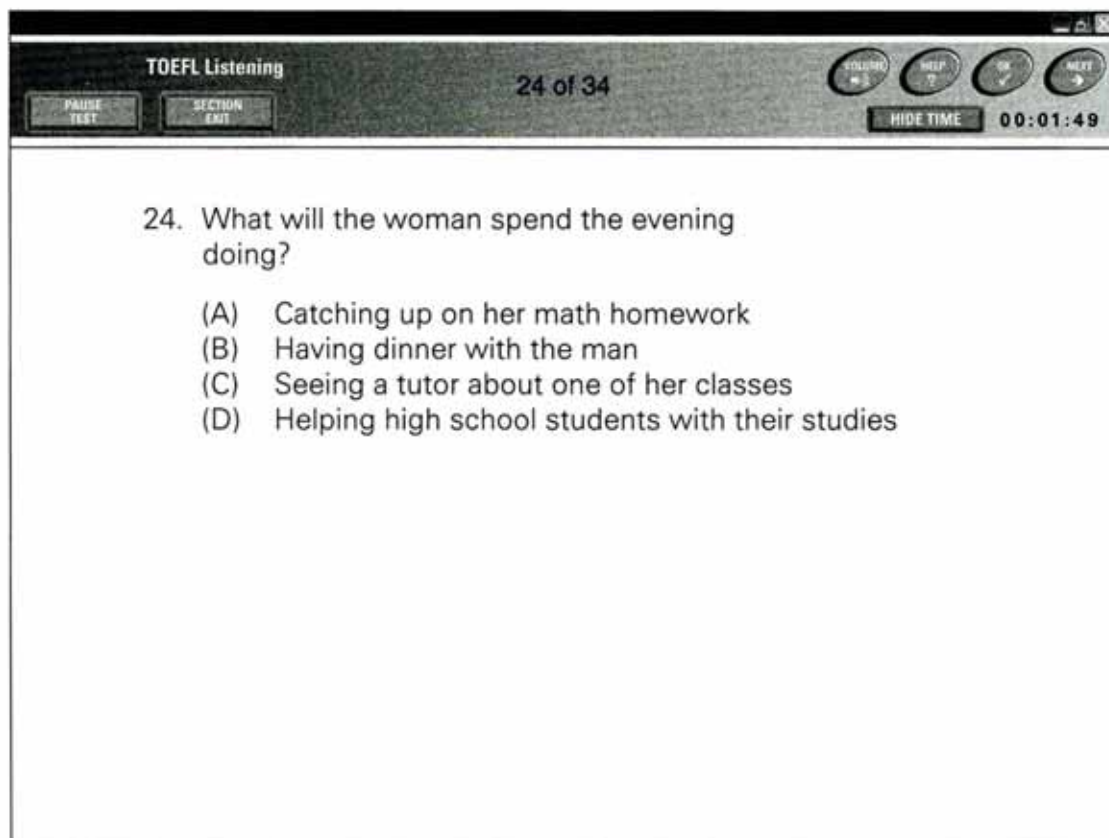 TOEFL Listening
24 of 34
VOLUME
HELP
?
OK
NEXT
PAUSE
TEST
SECTION
EXIT
HIDE TIME
00:01:49
24. What will the woman spend the evening
doing?
(A) Catching up on her math homework
(B) Having dinner with the man
(C) Seeing a tutor about one of her classes
(D) Helping high school students with their studies